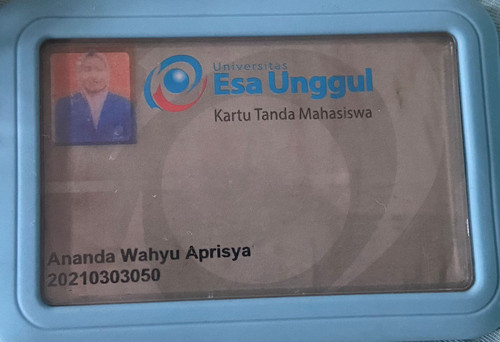 Universitas
Esa Unggul
Kartu Tanda Mahasiswa
Ananda Wahyu Aprisya
20210303050